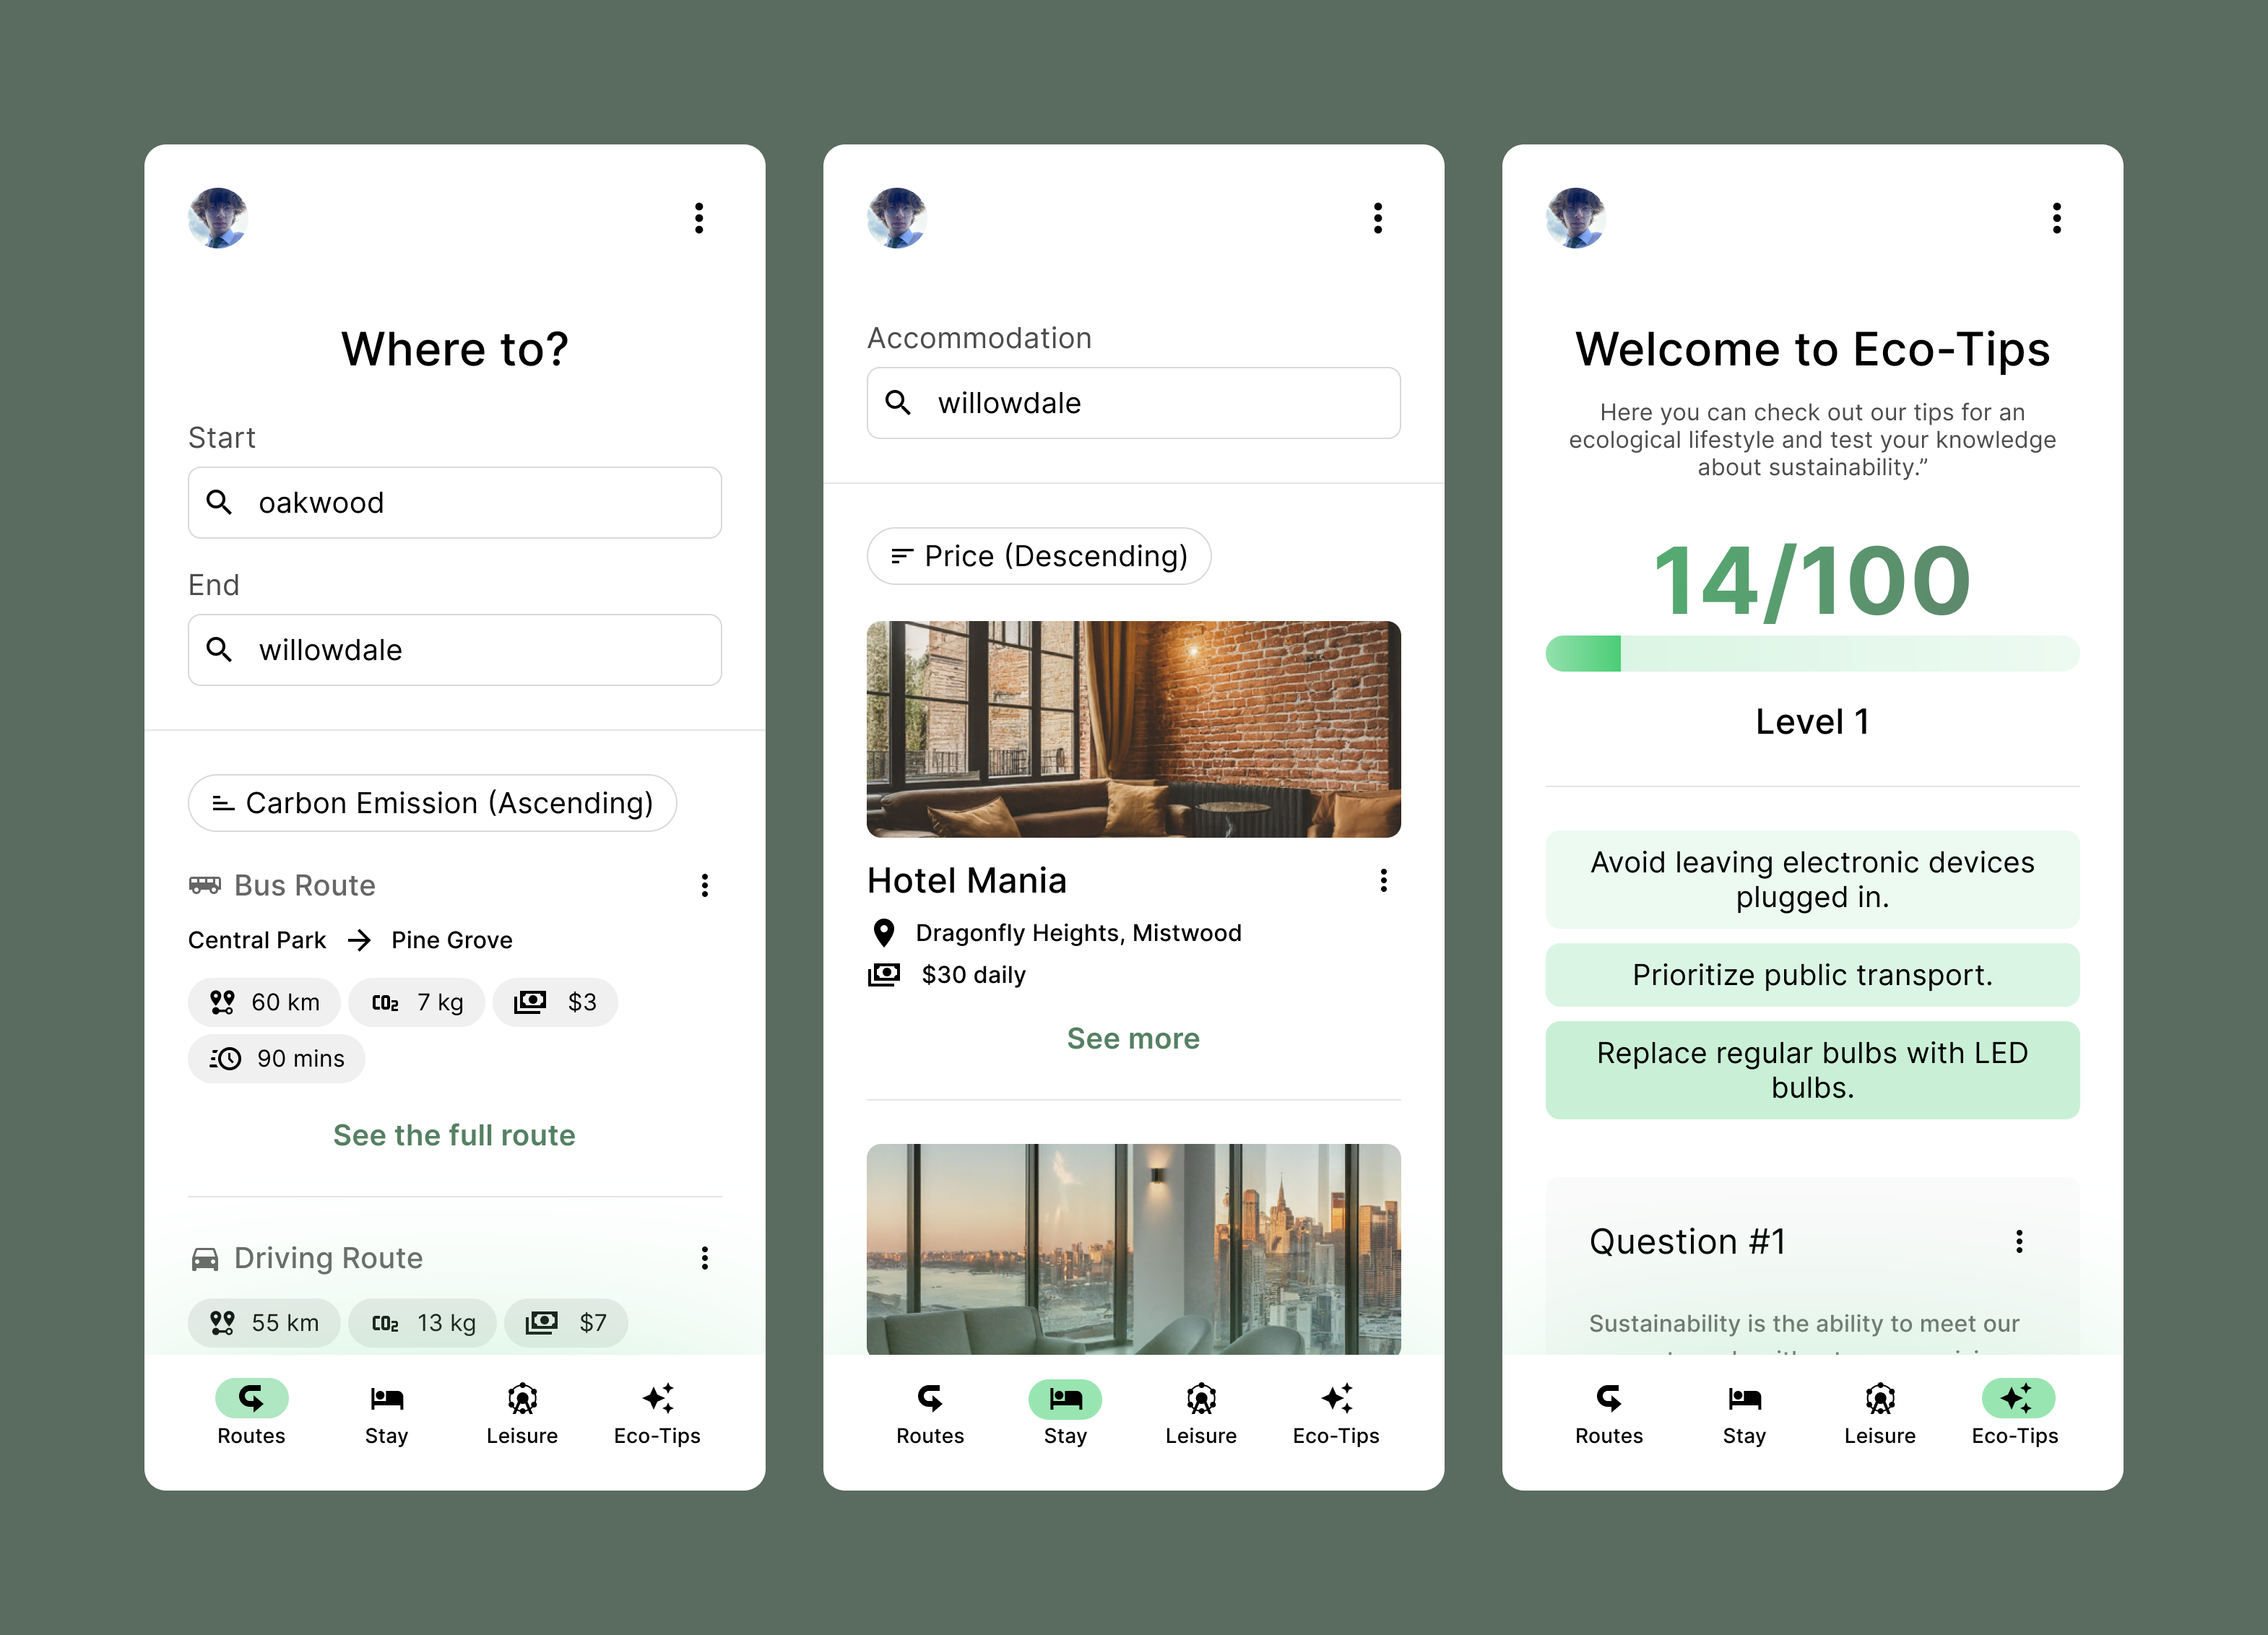 Where to?
Start
oakwood
End
willowdale
Carbon Emission (Ascending)
Bus Route
Central Park → Pine Grove
60 km CO2 7 kg $3
90 mins
See the full route
Driving Route
55 km CO2 13 kg $7
Routes Stay Leisure Eco-Tips
Accommodation
willowdale
Price (Descending)
Hotel Mania
Dragonfly Heights, Mistwood
$30 daily
See more
Routes Stay Leisure Eco-Tips
Welcome to Eco-Tips
Here you can check out our tips for an
ecological lifestyle and test your knowledge
about sustainability.”
14/100
Level 1
Avoid leaving electronic devices
plugged in.
Prioritize public transport.
Replace regular bulbs with LED
bulbs.
Question #1
Sustainability is the ability to meet our
Routes Stay Leisure Eco-Tips